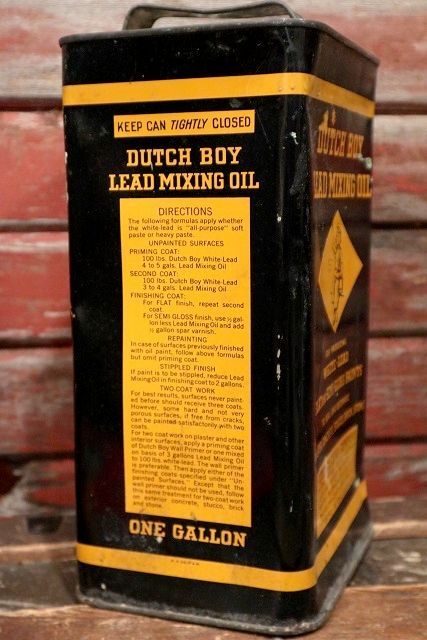 KEEP CAN TIGHTLY CLOSED
DUTCH BOY
LEAD MIXING OIL
DIRECTIONS
The following formulas apply whether
the white-lead is "all-purpose" soft
paste or heavy paste.
UNPAINTED SURFACES
PRIMING COAT:
100 lbs. Dutch Boy White-Lead
4 to 5 gals. Lead Mixing Oil
SECOND COAT:
100 lbs. Dutch Boy White-Lead
3 to 4 gals. Lead Mixing Oil
FINISHING COAT:
For FLAT finish, repeat second
coat.
For SEMI-GLOSS finish, use ½ gal-
lon less Lead Mixing Oil and add
½ gallon spar varnish.
REPAINTING
In case of surfaces previously finished
with oil paint, follow above formulas
but omit priming coat.
STIPPLED FINISH
If paint is to be stippled, reduce Lead
Mixing Oil in finishing coat to 2 gallons.
TWO COAT WORK
For best results, surfaces never paint-
ed before should receive three coats.
However, some hard and not very
porous surfaces, if free from cracks,
can be painted satisfactorily with two
coats.
For two coat work on plaster and other
interior surfaces, apply a priming coat
of Dutch Boy Wall Primer or one mixed
on basis of 3 gallons Lead Mixing Oil
to 100 lbs. white-lead. The wall primer
is preferable. Then apply either of the
finishing coats specified under "Un-
painted Surfaces." Except that the
wall primer should not be used, follow
this same treatment for two-coat work
on exterior concrete, stucco, brick
and stone.
ONE GALLON
DUTCH BOY
LEAD MIXING OIL